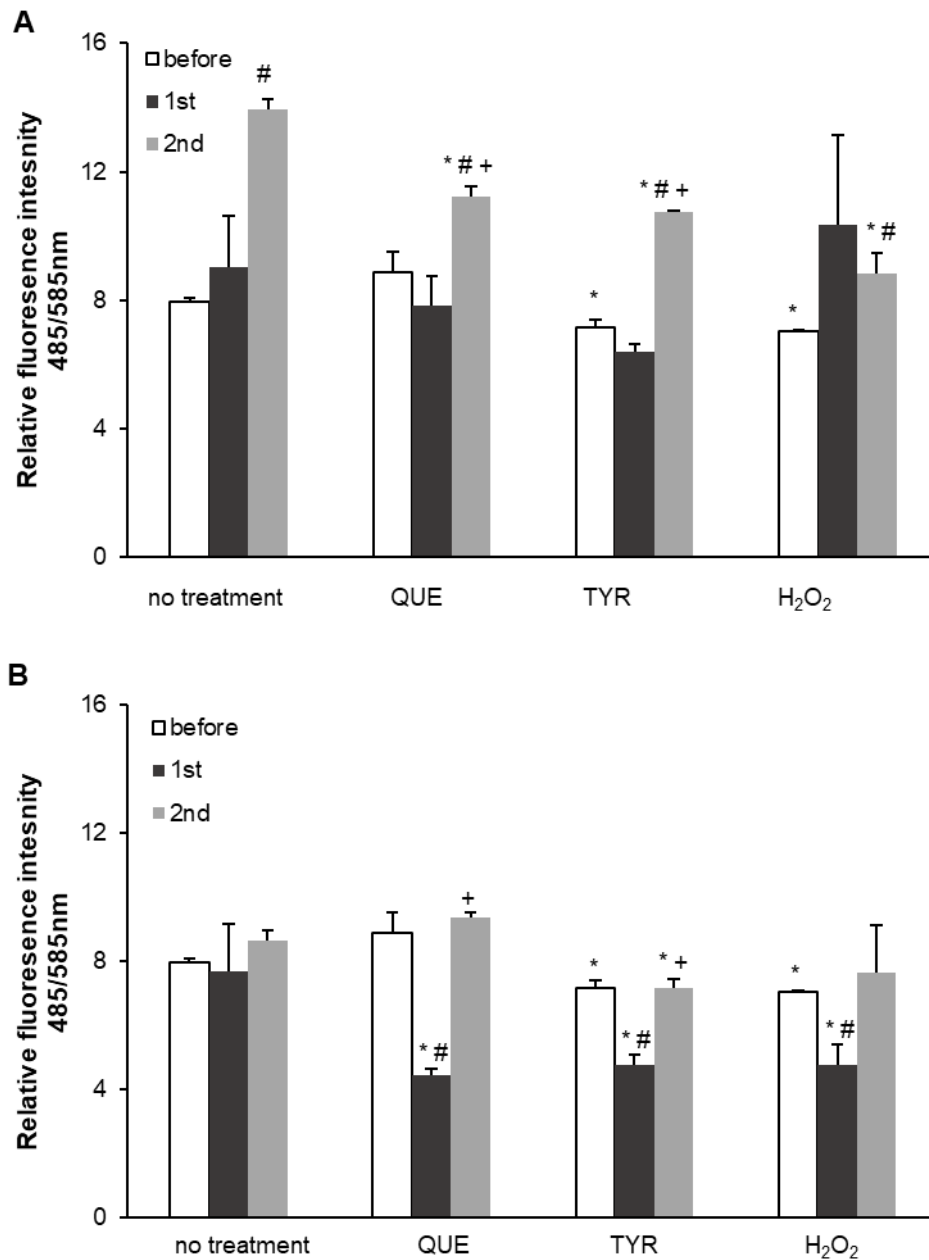 A
Relative fluoresence intesnity
485/585nm
16
12
8
4
0
before
1st
2nd
#
* # +
*
* # +
*
* #
no treatment
QUE
TYR
H₂O₂
B
Relative fluoresence intesnity
485/585nm
16
12
8
4
0
before
1st
2nd
* #
+
*
* #
* +
*
* #
no treatment
QUE
TYR
H₂O₂